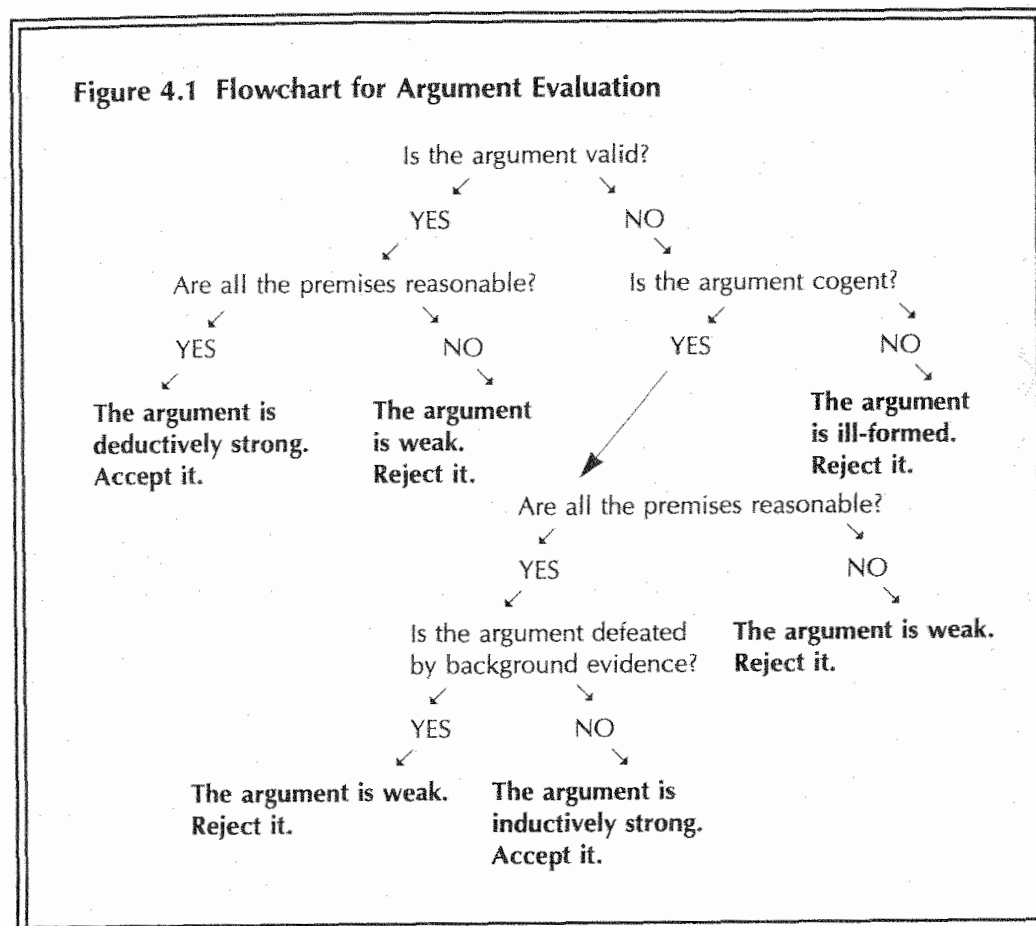 Figure 4.1 Flowchart for Argument Evaluation
Is the argument valid?
YES
NO
Are all the premises reasonable?
Is the argument cogent?
YES
NO
YES
NO
The argument is
deductively strong.
Accept it.
The argument
is weak.
Reject it.
The argument
is ill-formed.
Reject it.
Are all the premises reasonable?
YES
NO
Is the argument defeated
by background evidence?
The argument is weak.
Reject it.
YES
NO
The argument is weak.
Reject it.
The argument is
inductively strong.
Accept it.